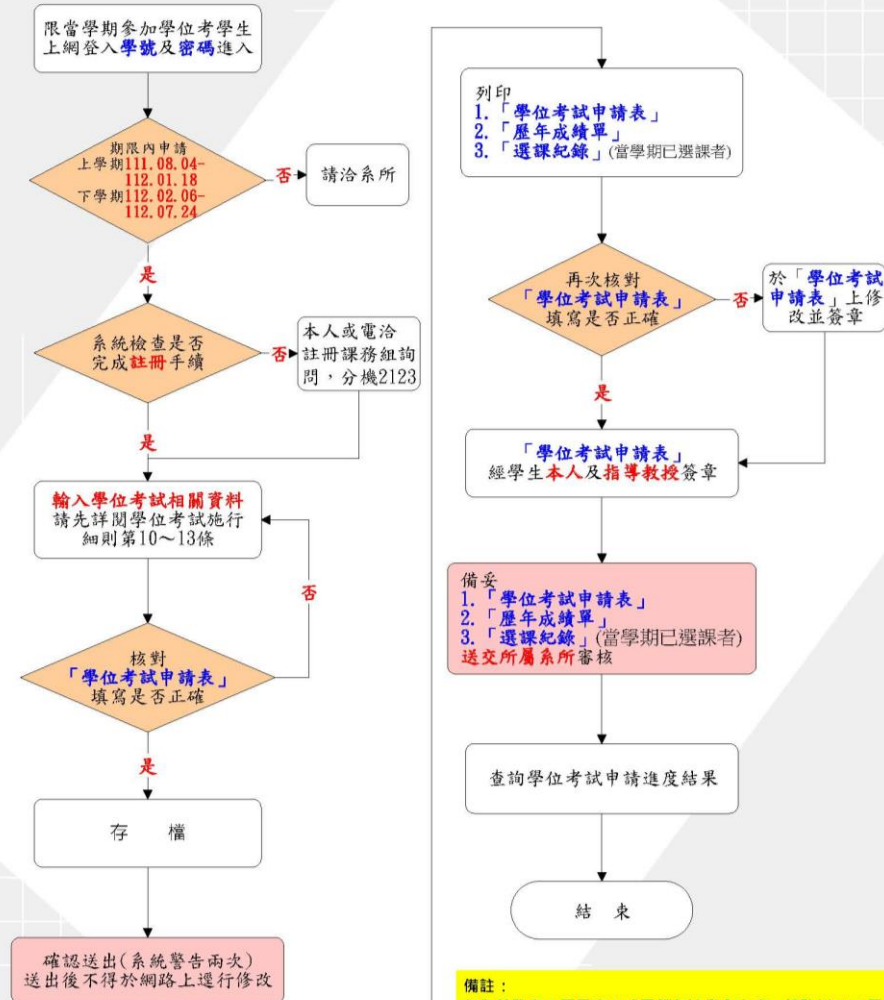 限當學期參加學位考學生
上網登入學號及密碼進入
期限內申請
上學期111.08.04-
112.01.18
下學期112.02.06-
112.07.24
否
請洽系所
是
系統檢查是否
完成註冊手續
否
本人或電洽
註冊課務組詢
問，分機2123
是
輸入學位考試相關資料
請先詳閱學位考試施行
細則第10～13條
否
核對
「學位考試申請表」
填寫是否正確
是
存 檔
確認送出(系統警告兩次)
送出後不得於網路上逕行修改
列印
1.「學位考試申請表」
2.「歷年成績單」
3.「選課紀錄」(當學期已選課者)
再次核對
「學位考試申請表」
填寫是否正確
否
於「學位考試
申請表」上修
改並簽章
是
「學位考試申請表」
經學生本人及指導教授簽章
備妥
1.「學位考試申請表」
2.「歷年成績單」
3.「選課紀錄」(當學期已選課者)
送交所屬系所審核
查詢學位考試申請進度結果
結 束
備註：